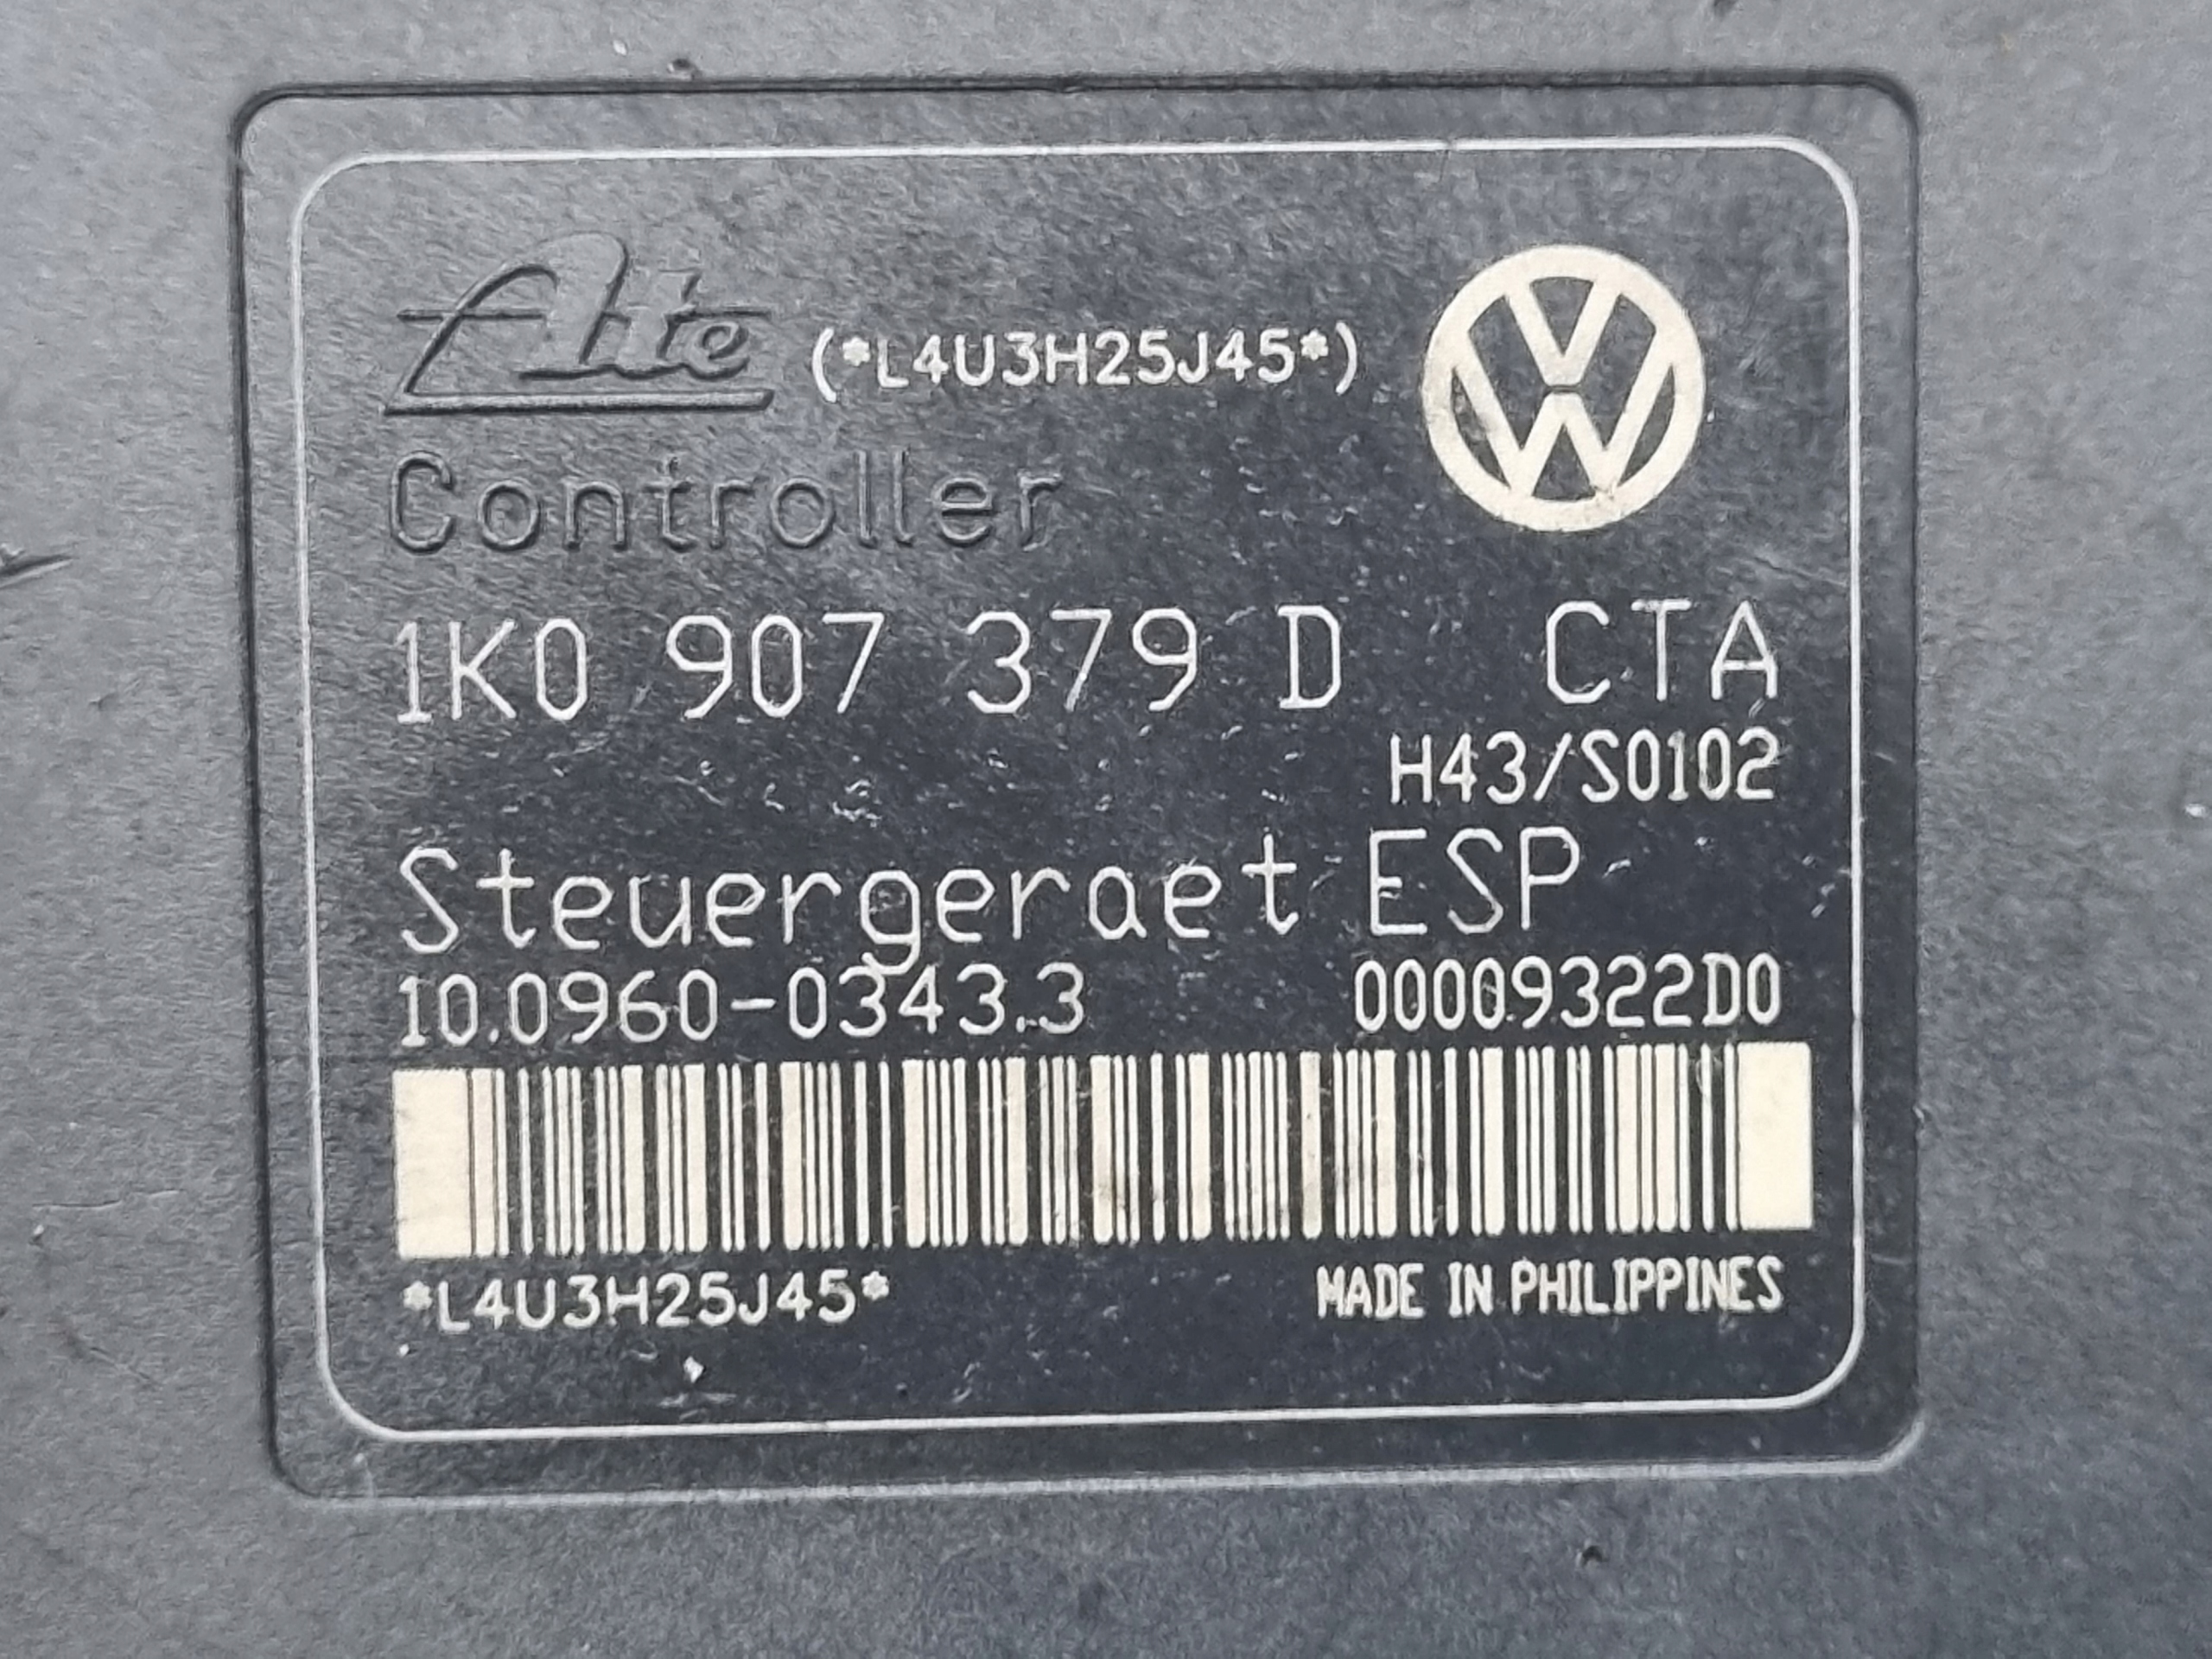 Ate (*L4U3H25J45*)
Controller
1K0 907 379 D CTA
H43/S0102
Steuergeraet ESP
10.0960-0343.3 00009322D0
*L4U3H25J45* MADE IN PHILIPPINES